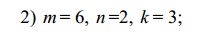 2) m= 6, n=2, k= 3;